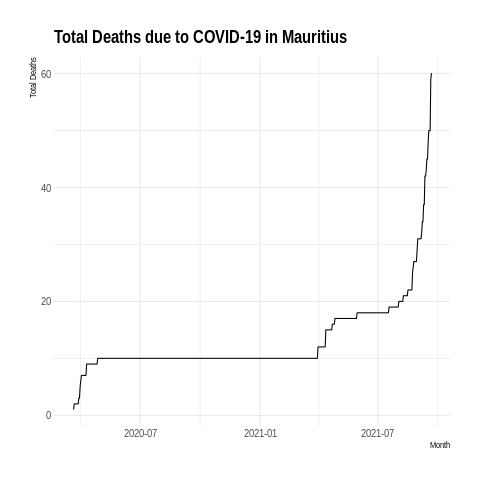 Total Deaths due to COVID-19 in Mauritius
Total Deaths
60
40
20
0
2020-07
2021-01
2021-07
Month